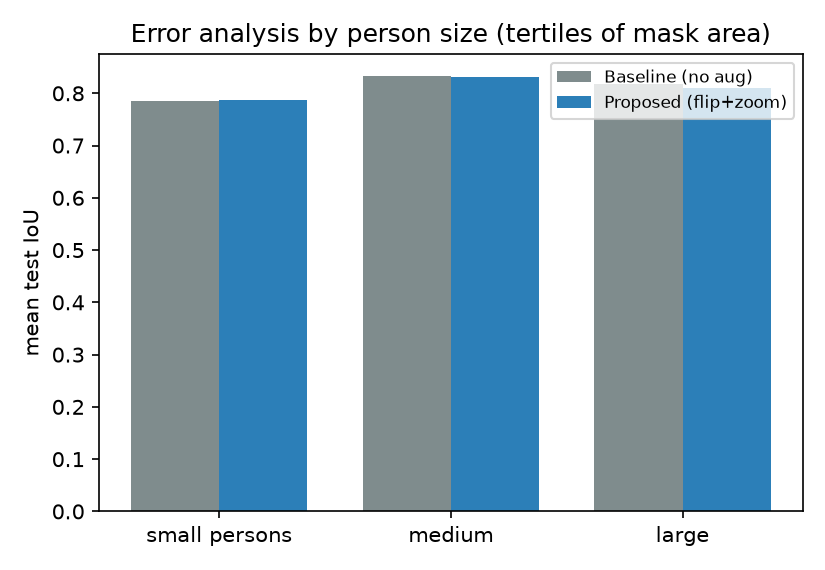 Error analysis by person size (tertiles of mask area)
Baseline (no aug)
Proposed (flip+zoom)
mean test IoU
0.8
0.7
0.6
0.5
0.4
0.3
0.2
0.1
0.0
small persons
medium
large